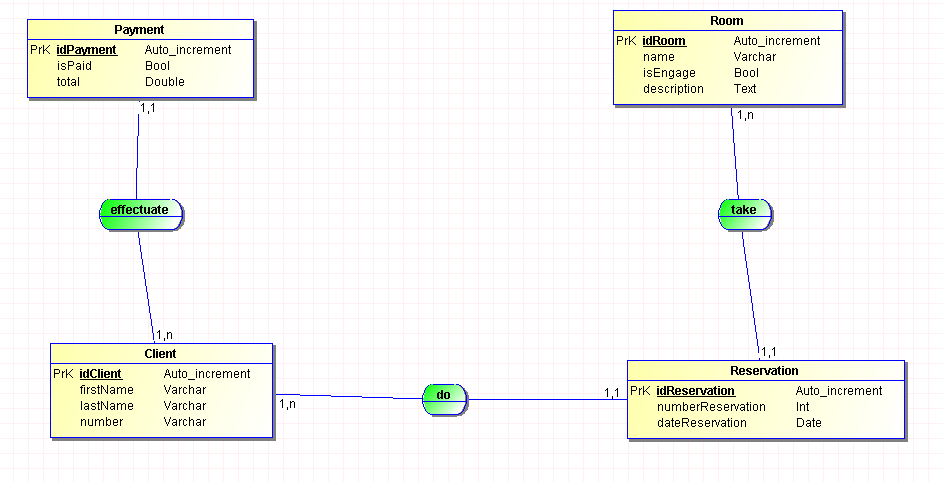 Payment
PrK idPayment Auto_increment
isPaid Bool
total Double
1,1
effectuate
1,n
Client
PrK idClient Auto_increment
firstName Varchar
lastName Varchar
number Varchar
1,n
do
1,1
Room
PrK idRoom Auto_increment
name Varchar
isEngage Bool
description Text
1,n
take
1,1
Reservation
PrK idReservation Auto_increment
numberReservation Int
dateReservation Date